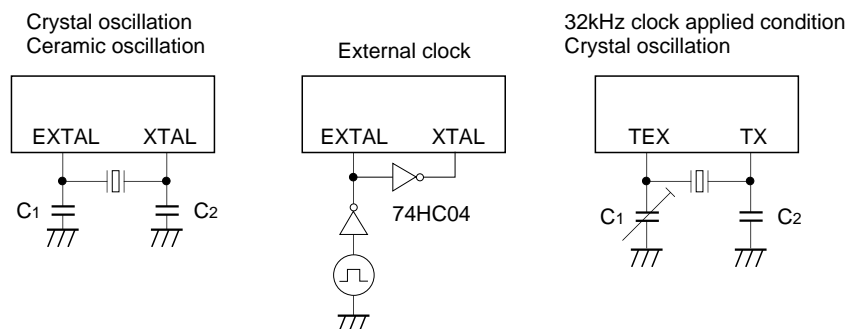 Crystal oscillation
Ceramic oscillation
EXTAL XTAL
C1 C2
External clock
EXTAL XTAL
74HC04
32kHz clock applied condition
Crystal oscillation
TEX TX
C1 C2